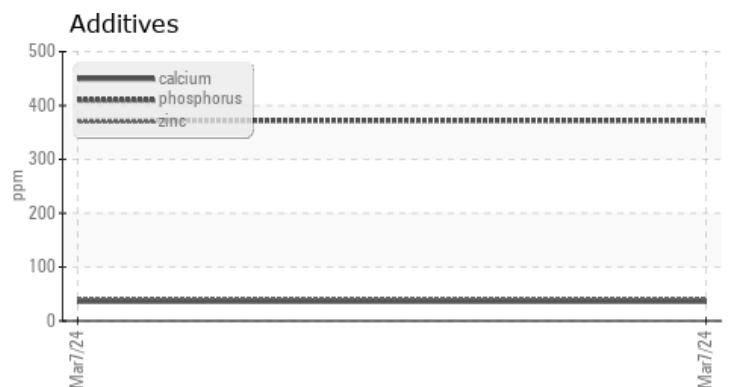 Additives
500
400
300
200
100
0
ppm
calcium
phosphorus
zinc
Mar7/24
Mar7/24